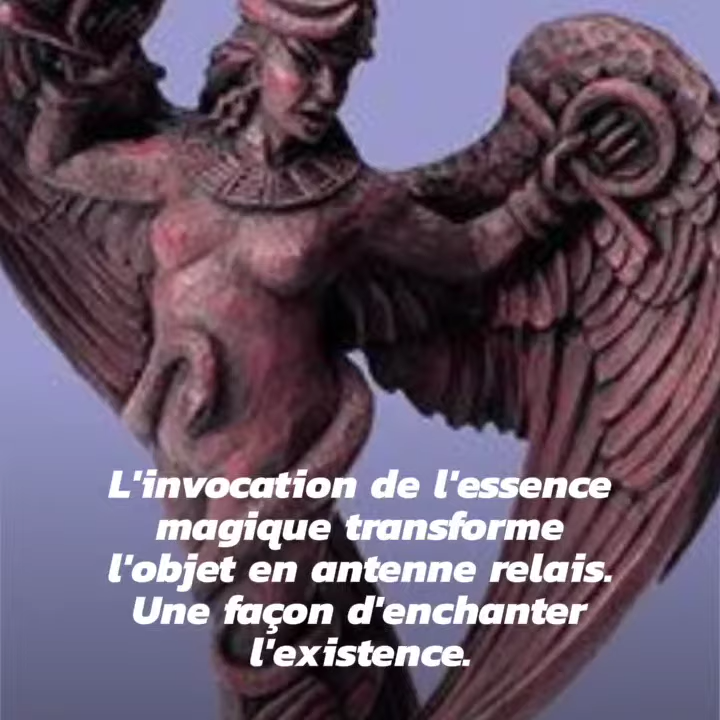 L'invocation de l'essence
magique transforme
l'objet en antenne relais.
Une façon d'enchanter
l'existence.